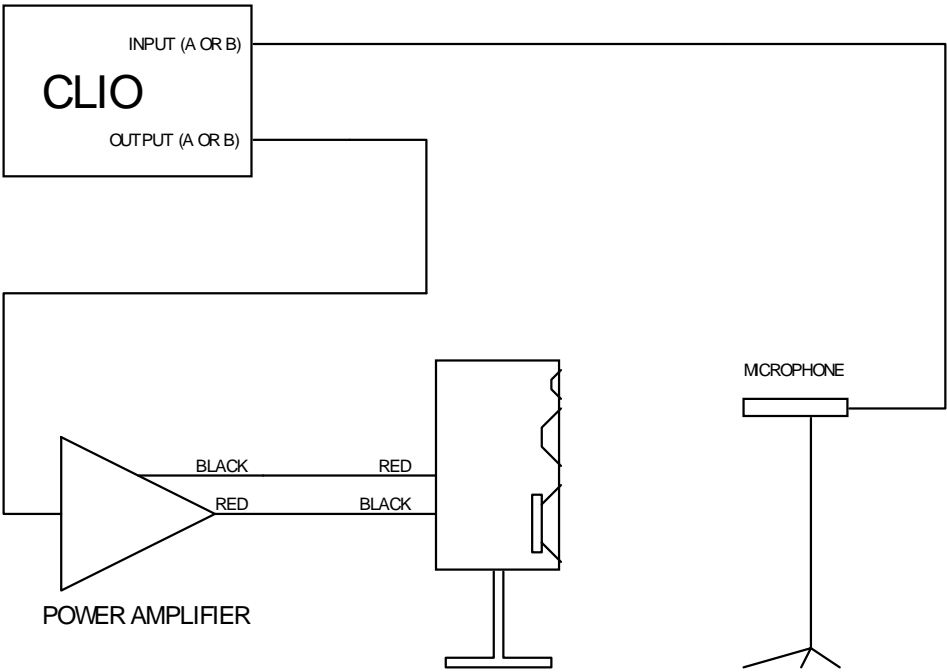 INPUT (A OR B)
CLIO
OUTPUT (A OR B)
MICROPHONE
BLACK RED
RED BLACK
POWER AMPLIFIER